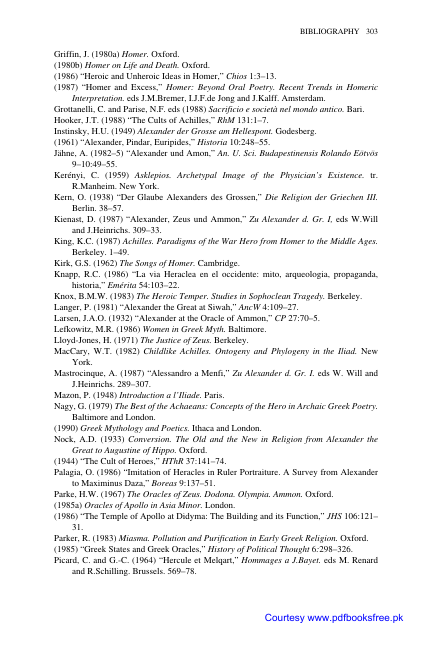 BIBLIOGRAPHY 303
Griffin, J. (1980a) Homer. Oxford.
(1980b) Homer on Life and Death. Oxford.
(1986) “Heroic and Unheroic Ideas in Homer,” Chios 1:3–13.
(1987) “Homer and Excess,” Homer: Beyond Oral Poetry. Recent Trends in Homeric
Interpretation. eds J.M.Bremer, I.J.F.de Jong and J.Kalff. Amsterdam.
Grottanelli, C. and Parise, N.F. eds (1988) Sacrificio e società nel mondo antico. Bari.
Hooker, J.T. (1988) “The Cults of Achilles,” RhM 131:1–7.
Instinsky, H.U. (1949) Alexander der Grosse am Hellespont. Godesberg.
(1961) “Alexander, Pindar, Euripides,” Historia 10:248–55.
Jähne, A. (1982–5) “Alexander und Amon,” An. U. Sci. Budapestinensis Rolando Eötvös
9–10:49–55.
Kerényi, C. (1959) Asklepios. Archetypal Image of the Physician’s Existence. tr.
R.Manheim. New York.
Kern, O. (1938) “Der Glaube Alexanders des Grossen,” Die Religion der Griechen III.
Berlin. 38–57.
Kienast, D. (1987) “Alexander, Zeus und Ammon,” Zu Alexander d. Gr. I, eds W.Will
and J.Heinrichs. 309–33.
King, K.C. (1987) Achilles. Paradigms of the War Hero from Homer to the Middle Ages.
Berkeley. 1–49.
Kirk, G.S. (1962) The Songs of Homer. Cambridge.
Knapp, R.C. (1986) “La via Heraclea en el occidente: mito, arqueologia, propaganda,
historia,” Emérita 54:103–22.
Knox, B.M.W. (1983) The Heroic Temper. Studies in Sophoclean Tragedy. Berkeley.
Langer, P. (1981) “Alexander the Great at Siwah,” AncW 4:109–27.
Larsen, J.A.O. (1932) “Alexander at the Oracle of Ammon,” CP 27:70–5.
Lefkowitz, M.R. (1986) Women in Greek Myth. Baltimore.
Lloyd-Jones, H. (1971) The Justice of Zeus. Berkeley.
MacCary, W.T. (1982) Childlike Achilles. Ontogeny and Phylogeny in the Iliad. New
York.
Mastrocinque, A. (1987) “Alessandro a Menfi,” Zu Alexander d. Gr. I. eds W. Will and
J.Heinrichs. 289–307.
Mazon, P. (1948) Introduction a l’Iliade. Paris.
Nagy, G. (1979) The Best of the Achaeans: Concepts of the Hero in Archaic Greek Poetry.
Baltimore and London.
(1990) Greek Mythology and Poetics. Ithaca and London.
Nock, A.D. (1933) Conversion. The Old and the New in Religion from Alexander the
Great to Augustine of Hippo. Oxford.
(1944) “The Cult of Heroes,” HThR 37:141–74.
Palagia, O. (1986) “Imitation of Heracles in Ruler Portraiture. A Survey from Alexander
to Maximinus Daza,” Boreas 9:137–51.
Parke, H.W. (1967) The Oracles of Zeus. Dodona. Olympia. Ammon. Oxford.
(1985a) Oracles of Apollo in Asia Minor. London.
(1986) “The Temple of Apollo at Didyma: The Building and its Function,” JHS 106:121–
31.
Parker, R. (1983) Miasma. Pollution and Purification in Early Greek Religion. Oxford.
(1985) “Greek States and Greek Oracles,” History of Political Thought 6:298–326.
Picard, C. and G.-C. (1964) “Hercule et Melqart,” Hommages a J.Bayet. eds M. Renard
and R.Schilling. Brussels. 569–78.
Courtesy www.pdfbooksfree.pk